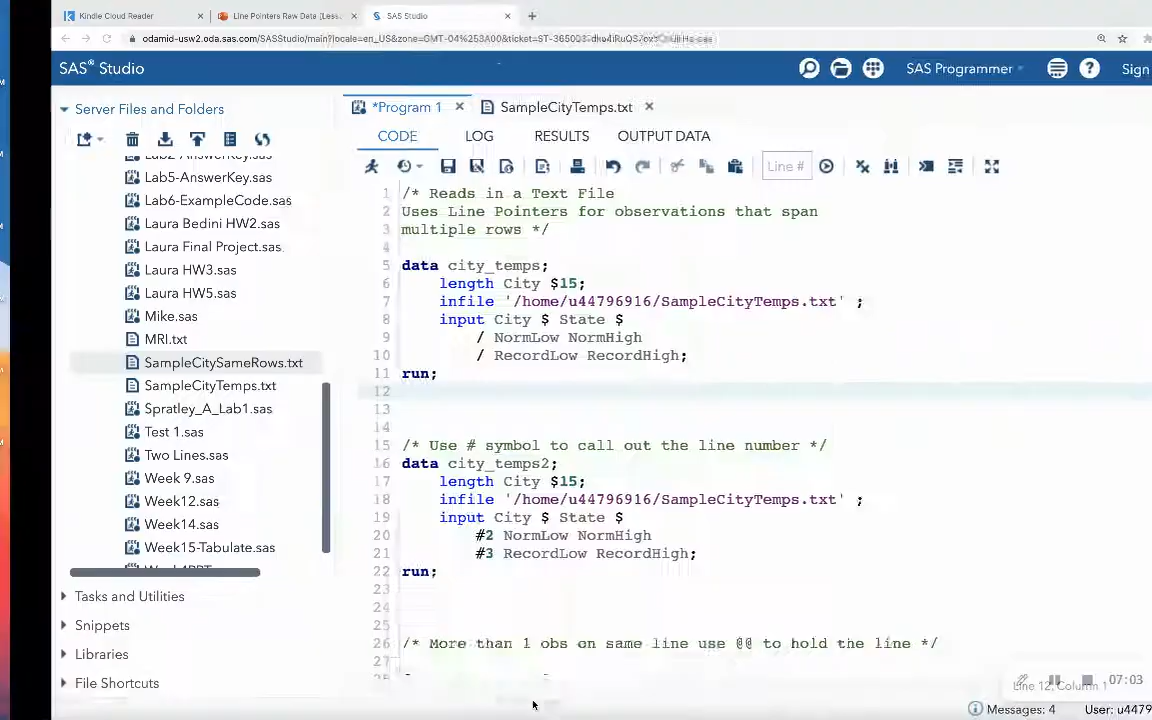 Kindle Cloud Reader
Line Pointers Raw Data (Less
SAS Studio
SAS® Studio
SAS Programmer
Sign
Server Files and Folders
*Program 1
SampleCityTemps.txt
CODE
LOG
RESULTS
OUTPUT DATA
Line #
Lab2-AnswerKey.sas
Lab5-AnswerKey.sas
Lab6-ExampleCode.sas
Laura Bedini HW2.sas
Laura Final Project.sas
Laura HW3.sas
Laura HW5.sas
Mike.sas
MRI.txt
SampleCitySameRows.txt
SampleCityTemps.txt
Spratley_A_Lab1.sas
Test 1.sas
Two Lines.sas
Week 9.sas
Week12.sas
Week14.sas
Week15-Tabulate.sas
Tasks and Utilities
Snippets
Libraries
File Shortcuts
1 /* Reads in a Text File
2 Uses Line Pointers for observations that span
3 multiple rows */
4
5 data city_temps;
6 length City $15;
7 infile '/home/u44796916/SampleCityTemps.txt' ;
8 input City $ State $
9 / NormLow NormHigh
10 / RecordLow RecordHigh;
11 run;
12
13
14
15 /* Use # symbol to call out the line number */
16 data city_temps2;
17 length City $15;
18 infile '/home/u44796916/SampleCityTemps.txt' ;
19 input City $ State $
20 #2 NormLow NormHigh
21 #3 RecordLow RecordHigh;
22 run;
23
24
25
26 /* More than 1 obs on same line use @@ to hold the line */
27
Line 12, Column 1
07:03
Messages: 4
User: u4479